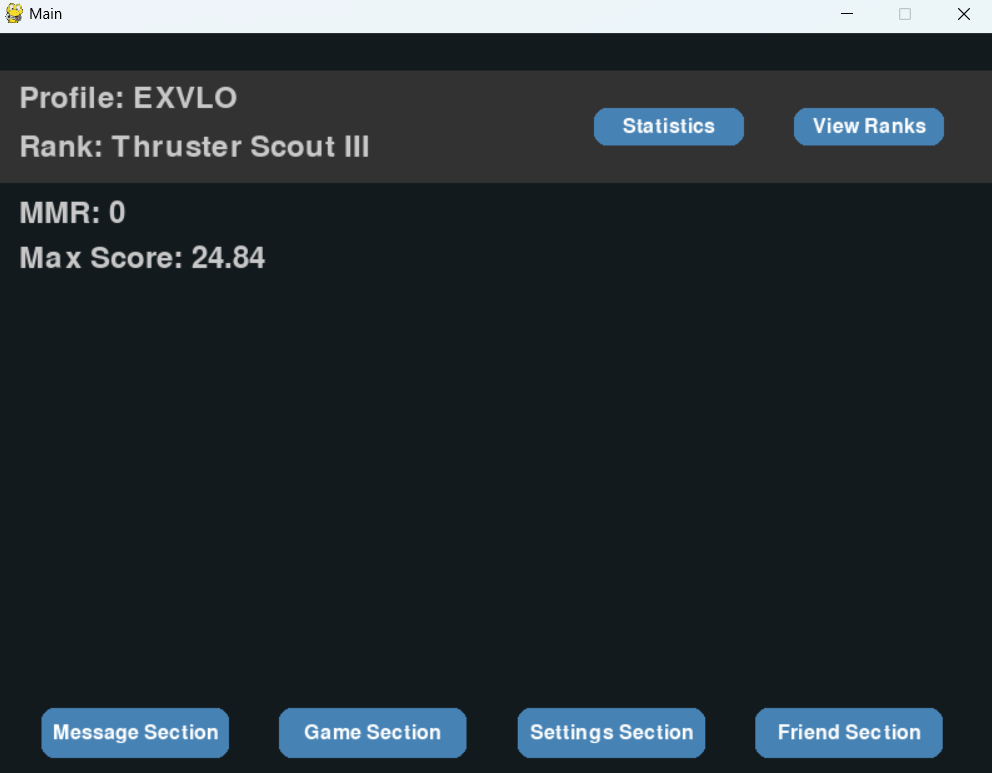 Main
Profile: EXVLO
Rank: Thruster Scout III
Statistics
View Ranks
MMR: 0
Max Score: 24.84
Message Section
Game Section
Settings Section
Friend Section